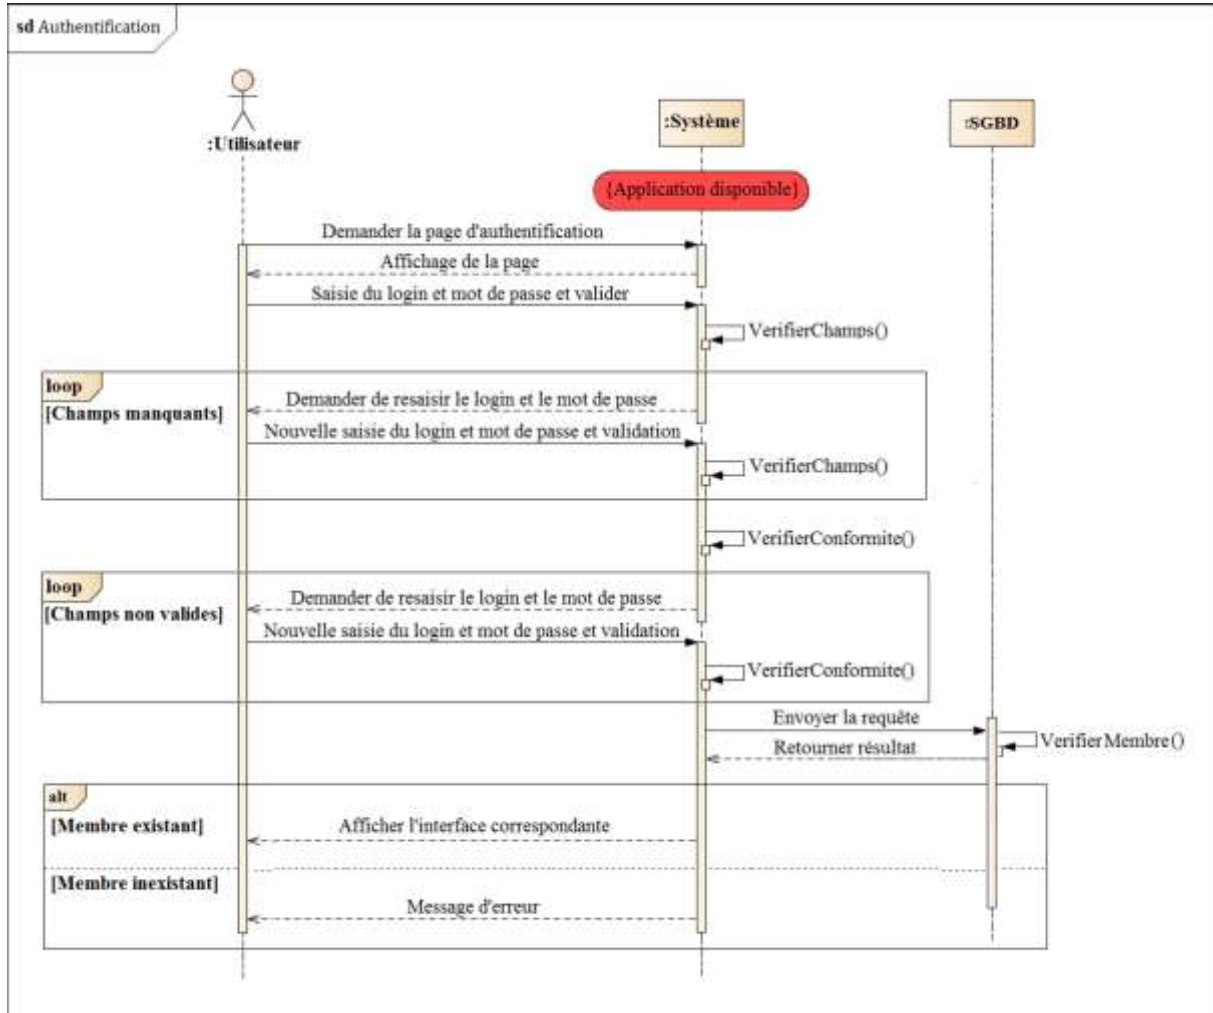 sd Authentification
:Utilisateur
:Système
:SGBD
{Application disponible}
Demander la page d'authentification
Affichage de la page
Saisie du login et mot de passe et valider
VerifierChamps()
loop
[Champs manquants]
Demander de resaisir le login et le mot de passe
Nouvelle saisie du login et mot de passe et validation
VerifierChamps()
VerifierConformite()
loop
[Champs non valides]
Demander de resaisir le login et le mot de passe
Nouvelle saisie du login et mot de passe et validation
VerifierConformite()
Envoyer la requête
VerifierMembre()
Retourner résultat
alt
[Membre existant]
Afficher l'interface correspondante
[Membre inexistant]
Message d'erreur